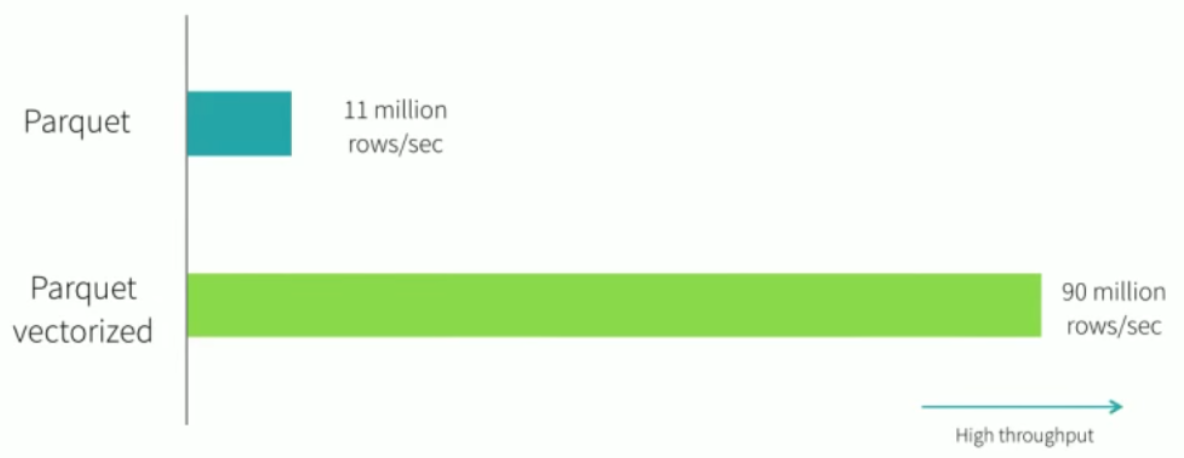 Parquet
11 million
rows/sec
Parquet
vectorized
90 million
rows/sec
High throughput